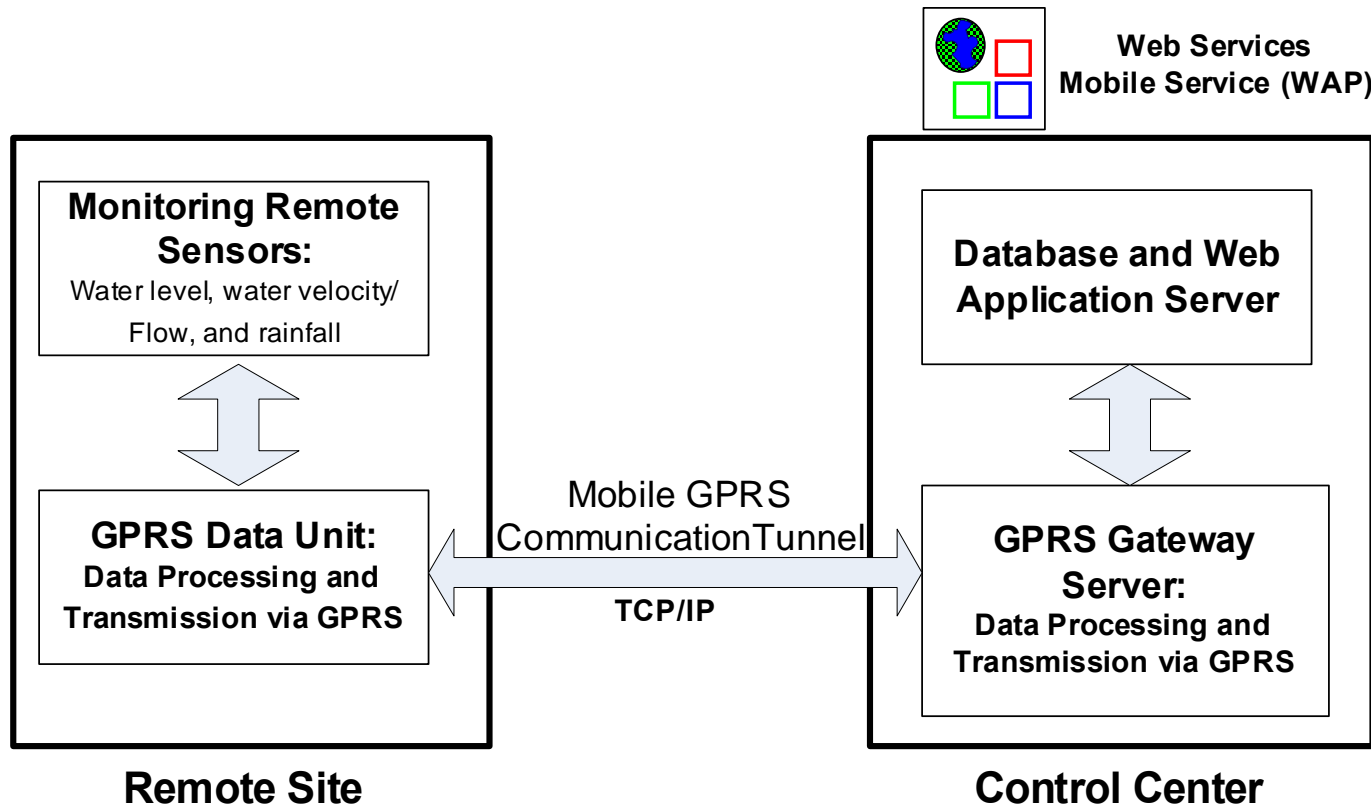 Web Services
Mobile Service (WAP)
Monitoring Remote
Sensors:
Water level, water velocity/
Flow, and rainfall
GPRS Data Unit:
Data Processing and
Transmission via GPRS
Mobile GPRS
CommunicationTunnel
TCP/IP
Database and Web
Application Server
GPRS Gateway
Server:
Data Processing and
Transmission via GPRS
Remote Site
Control Center